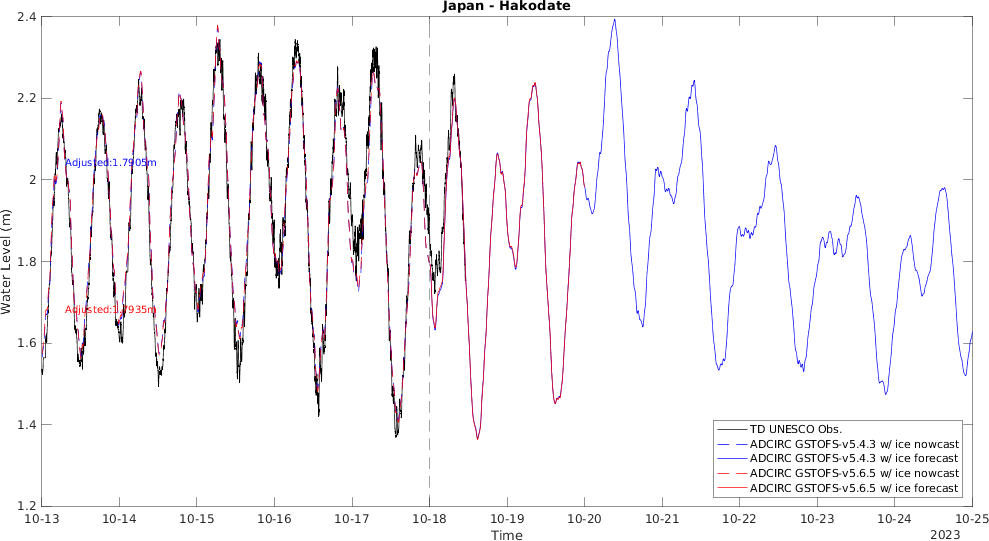 Japan - Hakodate
2.4
2.2
2
1.8
1.6
1.4
1.2
Water Level (m)
Adjusted:1.7905m
Adjusted:1.7935m
TD UNESCO Obs.
ADCIRC GSTOFS-v5.4.3 w/ ice nowcast
ADCIRC GSTOFS-v5.4.3 w/ ice forecast
ADCIRC GSTOFS-v5.6.5 w/ ice nowcast
ADCIRC GSTOFS-v5.6.5 w/ ice forecast
10-13 10-14 10-15 10-16 10-17 10-18 10-19 10-20 10-21 10-22 10-23 10-24 10-25
Time
2023